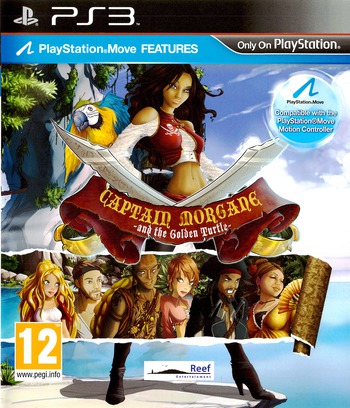 PS3
PlayStation®Move FEATURES
Only On PlayStation®
PlayStation®Move
Compatible with the
PlayStation®Move
Motion Controller
CAPTAIN MORGANE
and the Golden Turtle
12
www.pegi.info
Reef
Entertainment